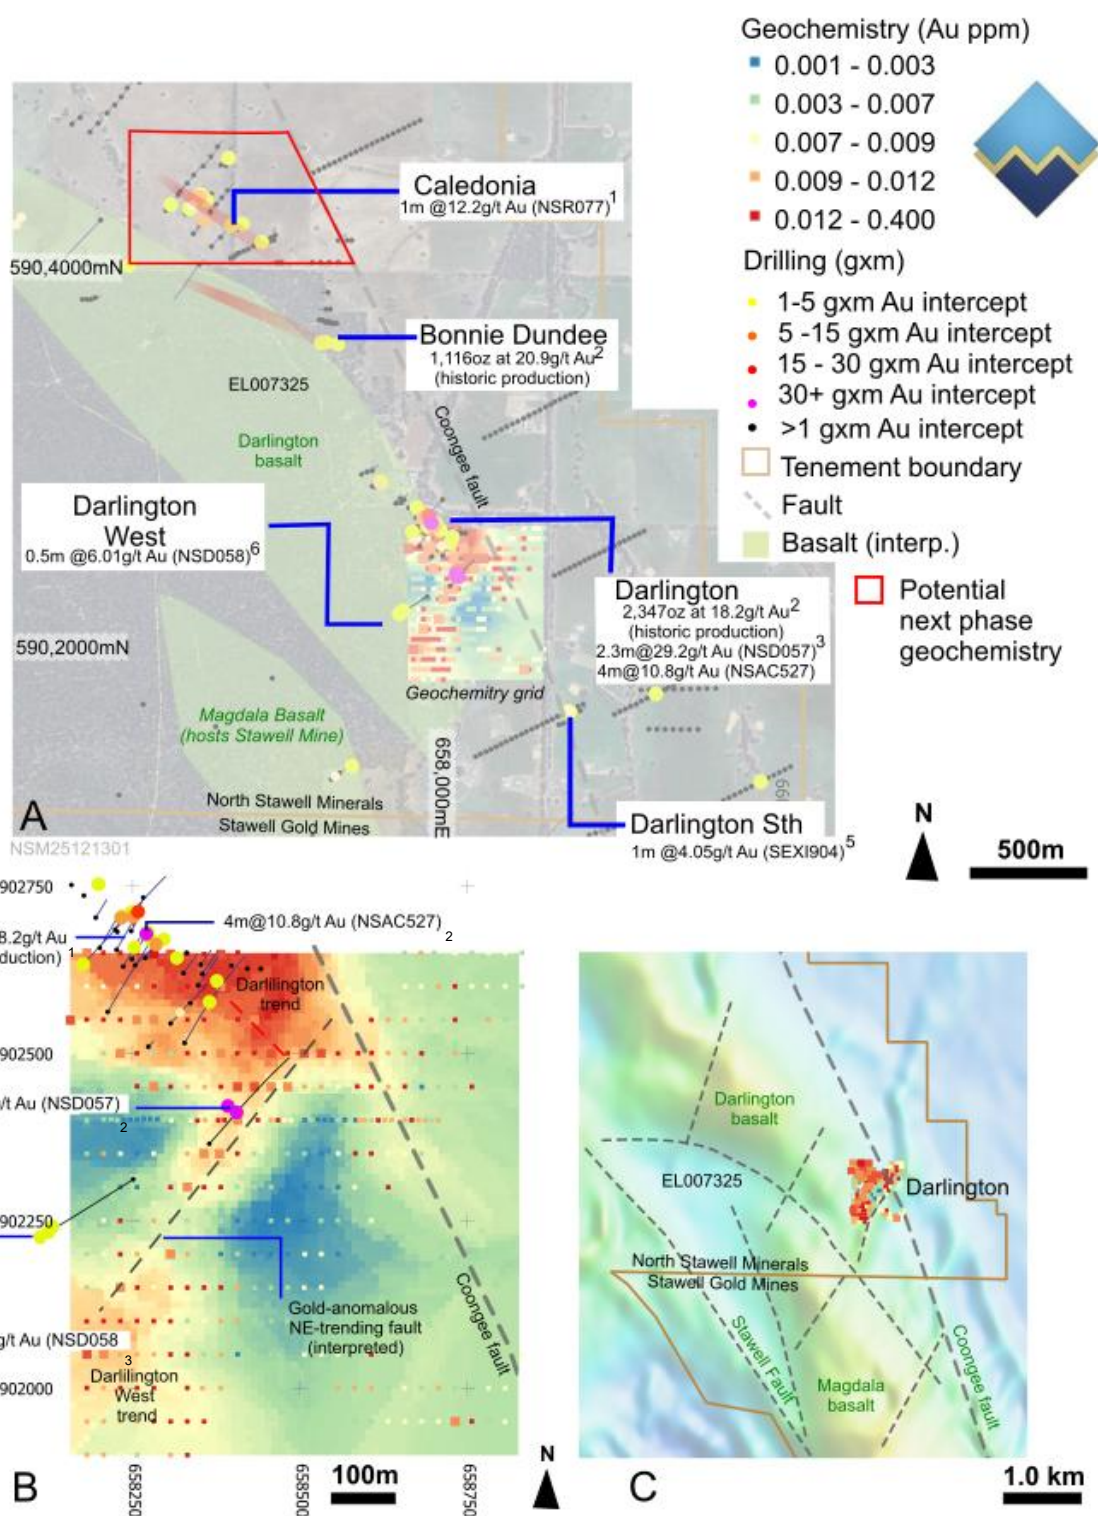 Geochemistry (Au ppm)
0.001 - 0.003
0.003 - 0.007
0.007 - 0.009
0.009 - 0.012
0.012 - 0.400
Drilling (gxm)
1-5 gxm Au intercept
5 -15 gxm Au intercept
15 - 30 gxm Au intercept
30+ gxm Au intercept
>1 gxm Au intercept
Tenement boundary
Fault
Basalt (interp.)
Potential
next phase
geochemistry
Caledonia
1m @12.2g/t Au (NSR077)1
590,4000mN
Bonnie Dundee
1,116oz at 20.9g/t Au2
(historic production)
EL007325
Darlington
basalt
Coongee fault
Darlington
West
0.5m @6.01g/t Au (NSD058)6
Darlington
2,347oz at 18.2g/t Au2
(historic production)
2.3m@29.2g/t Au (NSD057)3
4m@10.8g/t Au (NSAC527)
590,2000mN
Geochemitry grid
Magdala Basalt
(hosts Stawell Mine)
658,000mE
660
North Stawell Minerals
Stawell Gold Mines
A
Darlington Sth
1m @4.05g/t Au (SEXI904)5
N
500m
NSM25121301
902750
4m@10.8g/t Au (NSAC527)
2
8.2g/t Au
duction)
1
Darlilington
trend
902500
g/t Au (NSD057)
2
902250
Gold-anomalous
NE-trending fault
(interpreted)
Coongee fault
g/t Au (NSD058
3
Darlilington
West
trend
902000
B
658250
658500
658750
100m
N
Darlington
basalt
EL007325
Darlington
North Stawell Minerals
Stawell Gold Mines
Stawell Fault
Coongee fault
Magdala
basalt
C
1.0 km